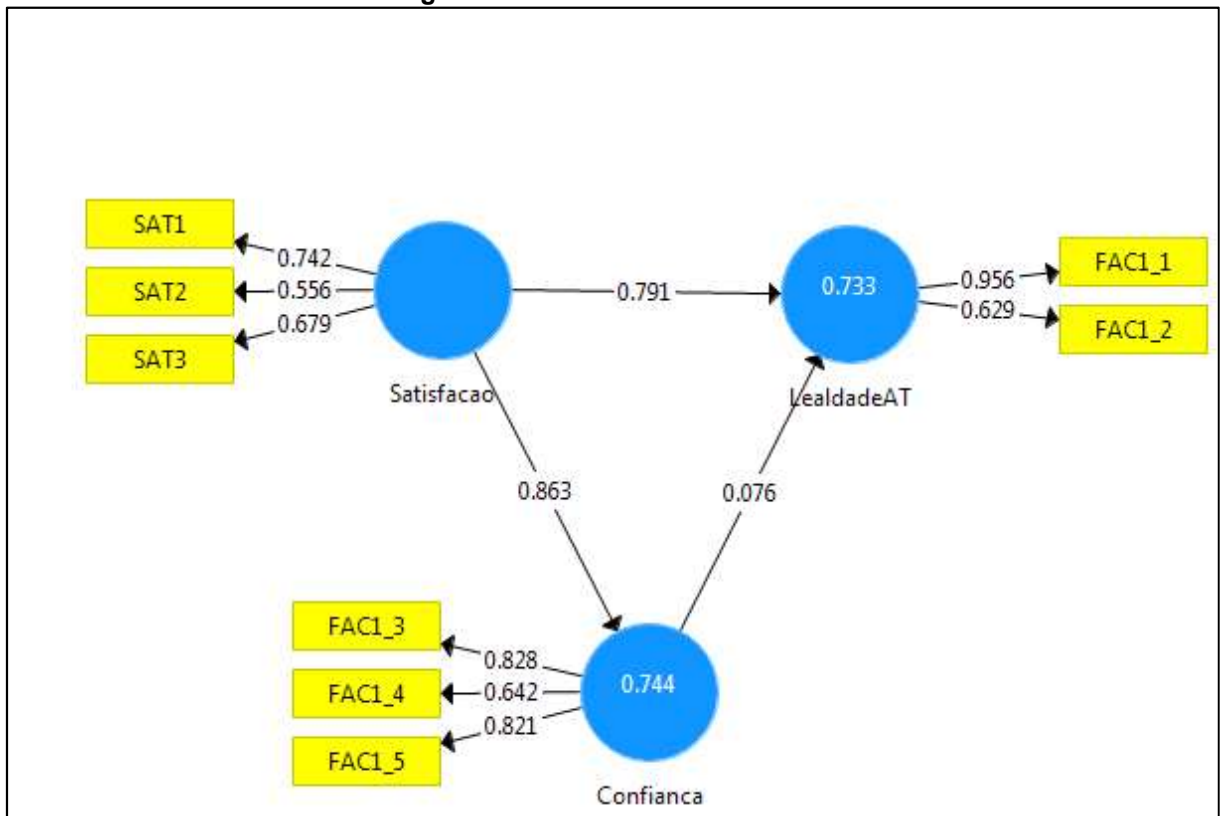 g
SAT1
SAT2
SAT3
0.742
0.556
0.679
Satisfacao
0.791
0.733
LealdadeAT
0.956
0.629
FAC1_1
FAC1_2
0.863
0.076
FAC1_3
FAC1_4
FAC1_5
0.828
0.642
0.821
0.744
Confianca